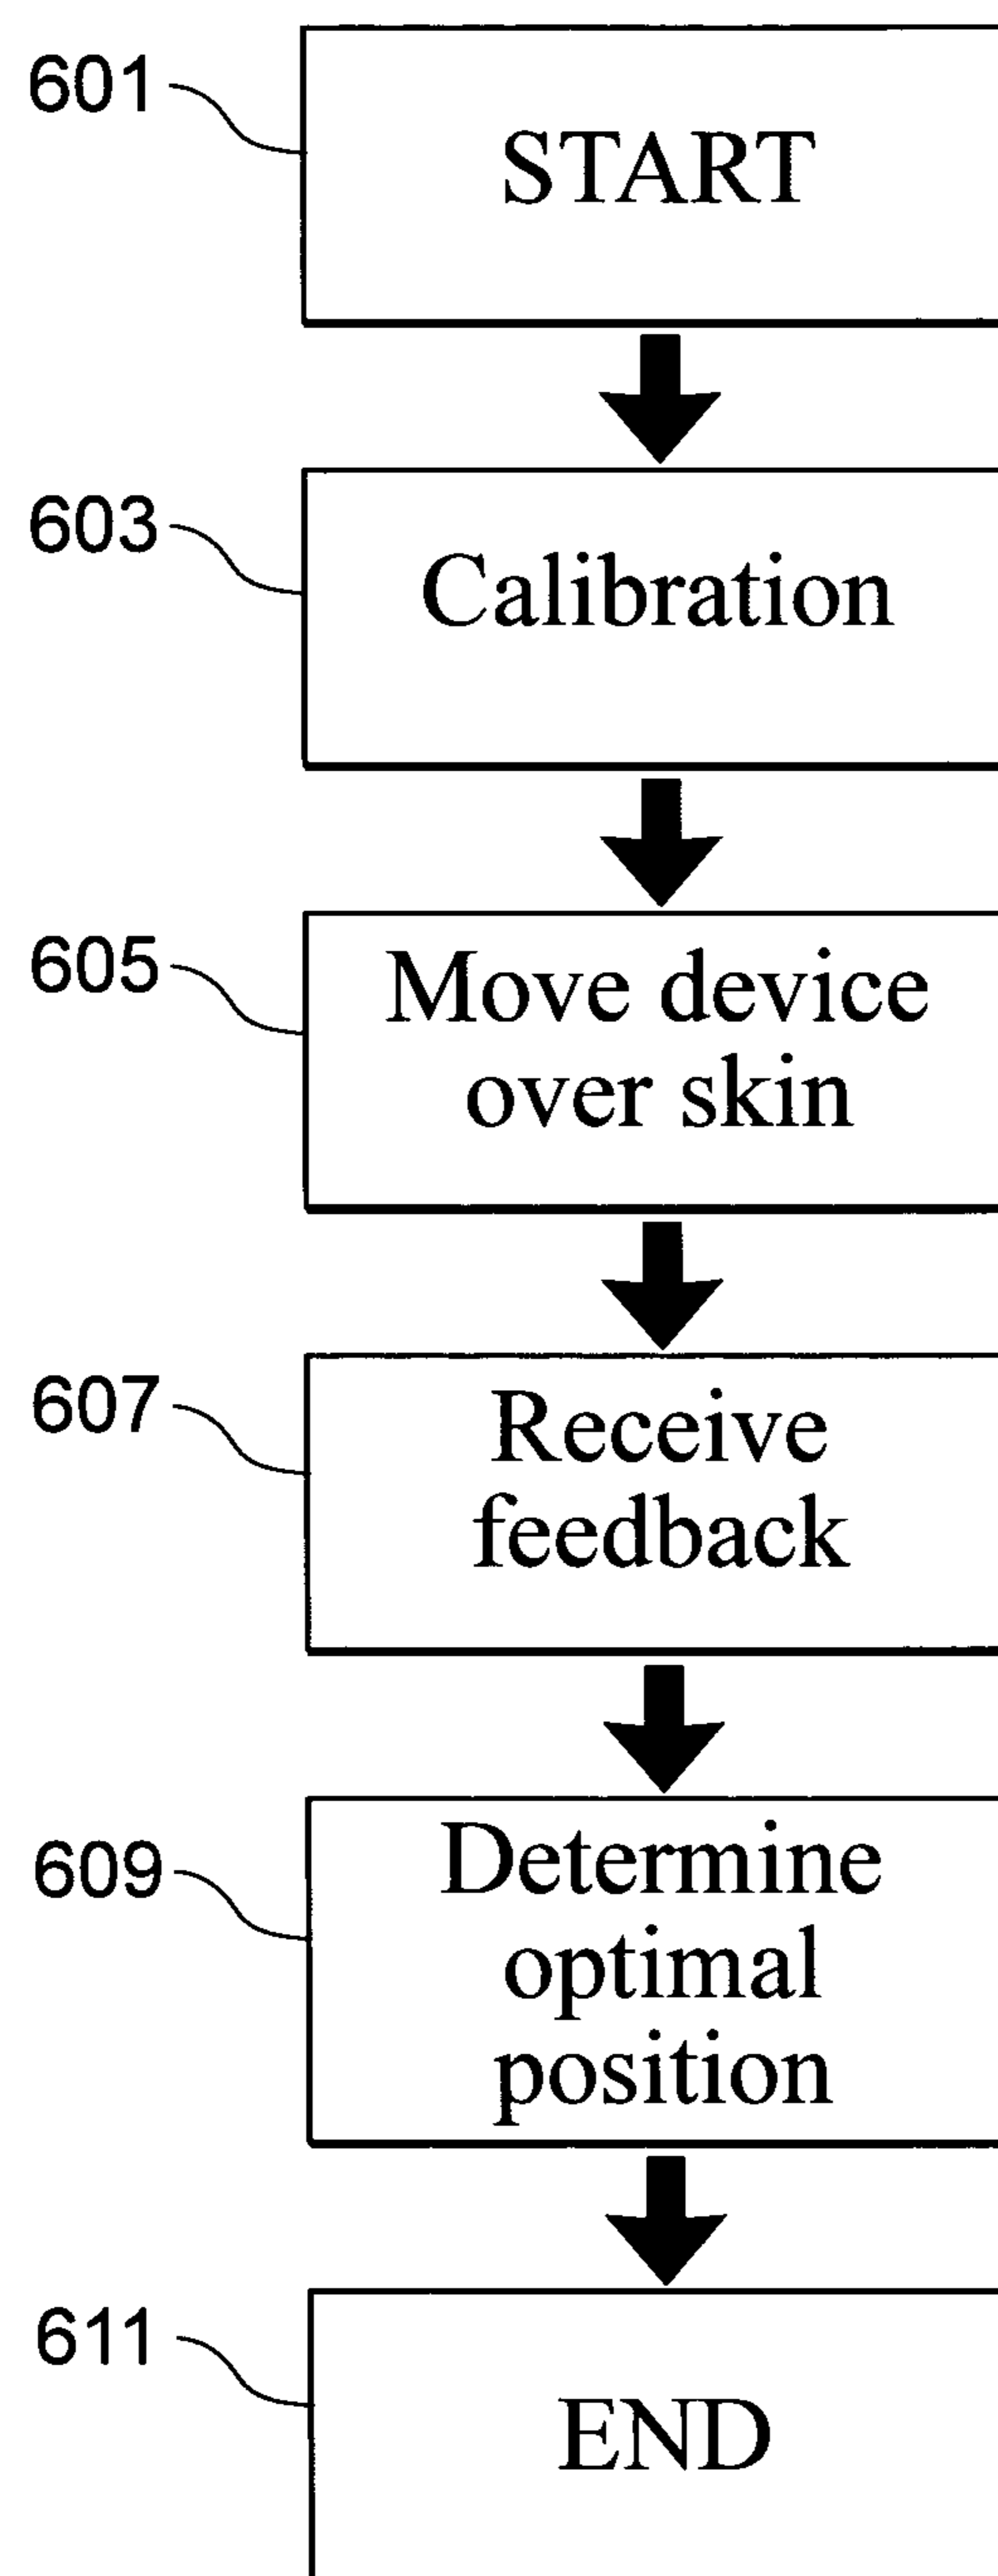 601
START
603
Calibration
605
Move device
over skin
607
Receive
feedback
609
Determine
optimal
position
611
END